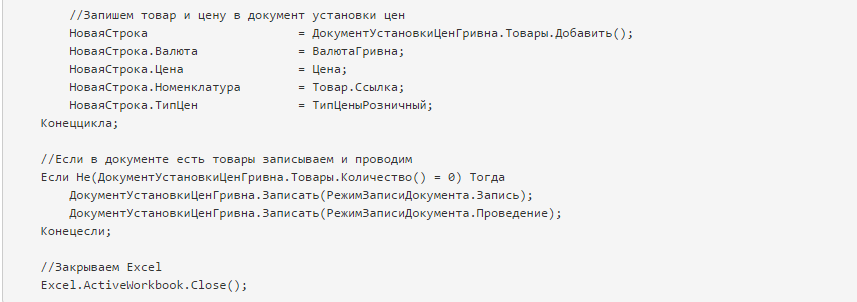 //Запишем товар и цену в документ установки цен
НоваяСтрока = ДокументУстановкиЦенГривна.Товары.Добавить();
НоваяСтрока.Валюта = ВалютаГривна;
НоваяСтрока.Цена = Цена;
НоваяСтрока.Номенклатура = Товар.Ссылка;
НоваяСтрока.ТипЦен = ТипЦеныРозничный;
Конеццикла;
//Если в документе есть товары записываем и проводим
Если Не(ДокументУстановкиЦенГривна.Товары.Количество() = 0) Тогда
ДокументУстановкиЦенГривна.Записать(РежимЗаписиДокумента.Запись);
ДокументУстановкиЦенГривна.Записать(РежимЗаписиДокумента.Проведение);
Конецесли;
//Закрываем Excel
Excel.ActiveWorkbook.Close();